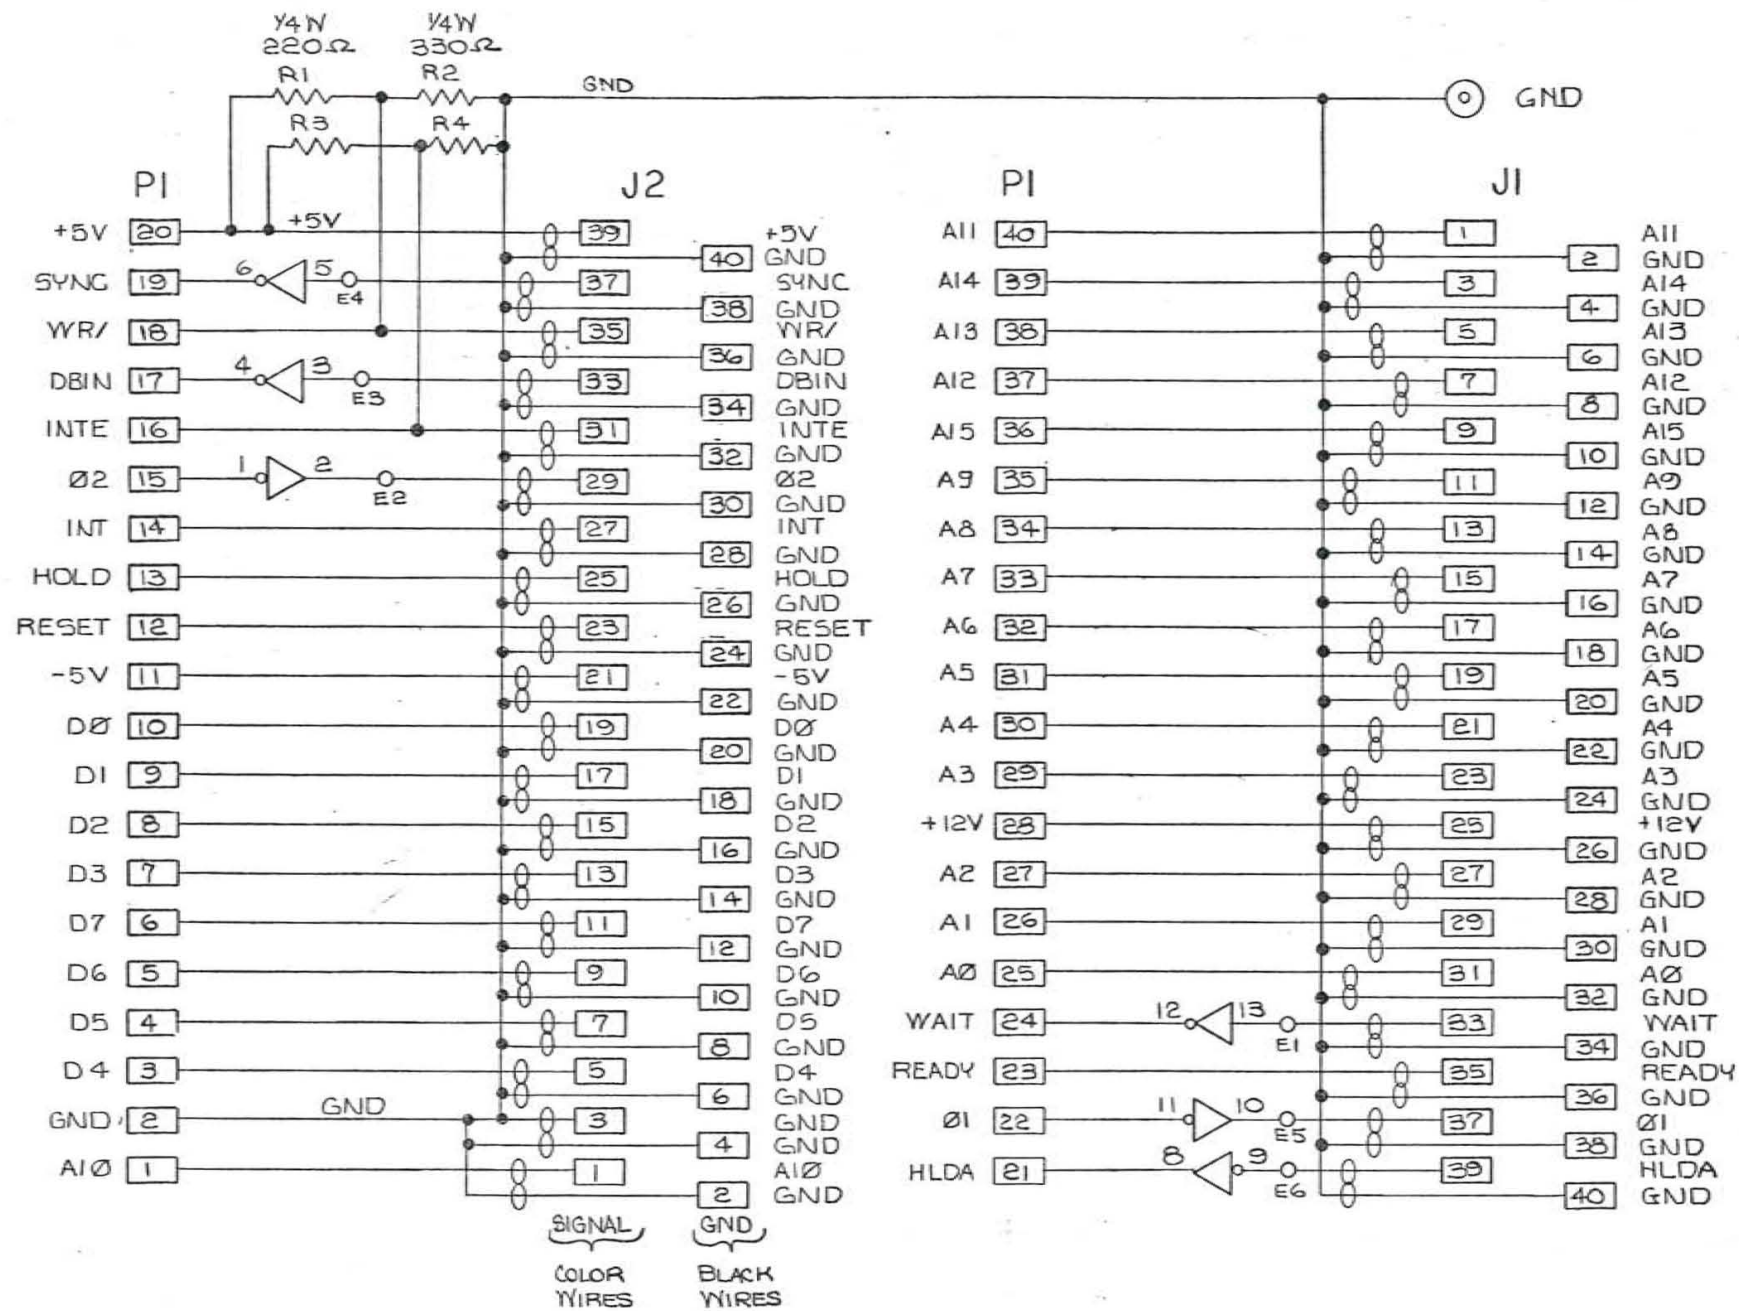 1/4W 1/4W
220Ω 330Ω
R1 R2 GND GND
R3 R4
P1 J2 P1 J1
+5V 20 +5V 39 +5V A11 40 1 A11
40 GND 2 GND
SYNC 19 6 5 E4 37 SYNC A14 39 3 A14
38 GND 4 GND
WR/ 18 35 WR/ A13 38 5 A13
36 GND 6 GND
DBIN 17 4 3 E3 33 DBIN A12 37 7 A12
34 GND 8 GND
INTE 16 31 INTE A15 36 9 A15
32 GND 10 GND
Ø2 15 1 2 E2 29 Ø2 A9 35 11 A9
30 GND 12 GND
INT 14 27 INT A8 34 13 A8
28 GND 14 GND
HOLD 13 25 HOLD A7 33 15 A7
26 GND 16 GND
RESET 12 23 RESET A6 32 17 A6
24 GND 18 GND
-5V 11 21 -5V A5 31 19 A5
22 GND 20 GND
DØ 10 19 DØ A4 30 21 A4
20 GND 22 GND
D1 9 17 D1 A3 29 23 A3
18 GND 24 GND
D2 8 15 D2 +12V 28 25 +12V
16 GND 26 GND
D3 7 13 D3 A2 27 27 A2
14 GND 28 GND
D7 6 11 D7 A1 26 29 A1
12 GND 30 GND
D6 5 9 D6 AØ 25 31 AØ
10 GND 32 GND
D5 4 7 D5 WAIT 24 12 13 E1 33 WAIT
8 GND 34 GND
D4 3 5 D4 READY 23 35 READY
6 GND 36 GND
GND 2 GND 3 GND Ø1 22 11 10 E5 37 Ø1
4 GND 38 GND
A1Ø 1 1 A1Ø HLDA 21 8 9 E6 39 HLDA
2 GND 40 GND
SIGNAL GND
COLOR BLACK
WIRES WIRES